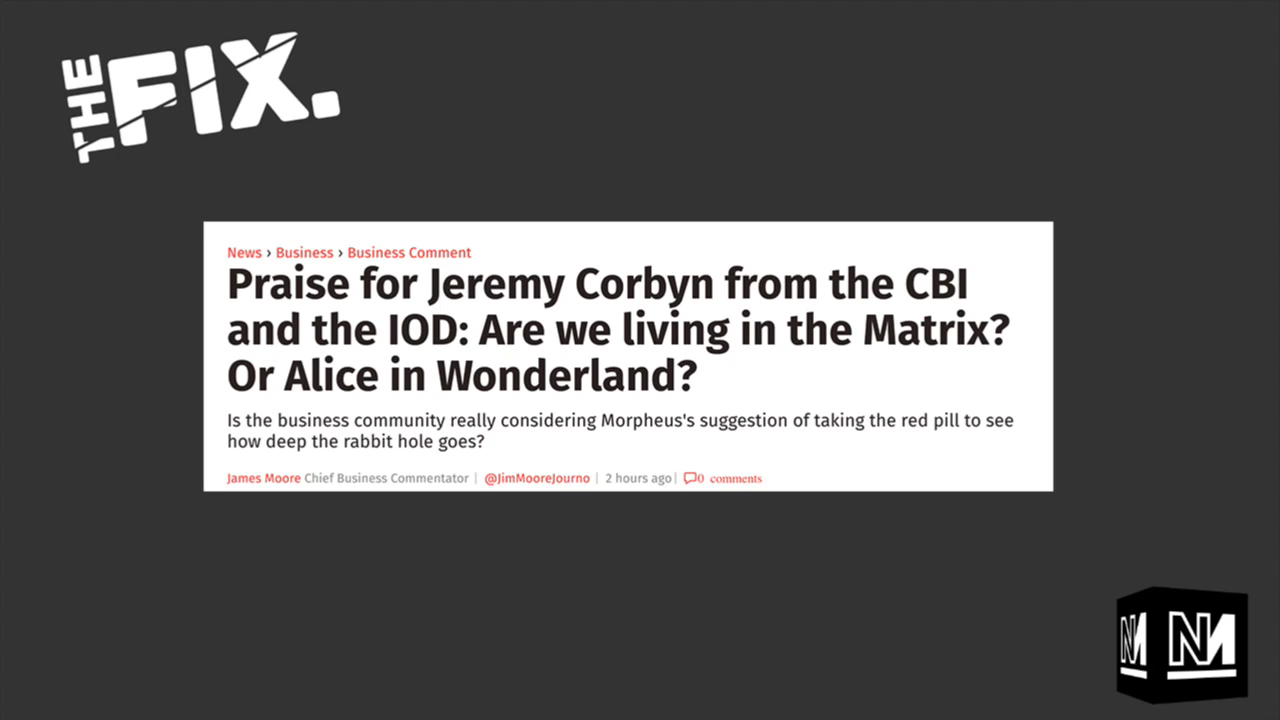 THE FIX.
News › Business › Business Comment
Praise for Jeremy Corbyn from the CBI
and the IOD: Are we living in the Matrix?
Or Alice in Wonderland?
Is the business community really considering Morpheus's suggestion of taking the red pill to see
how deep the rabbit hole goes?
James Moore Chief Business Commentator | @JimMooreJourno | 2 hours ago | 0 comments
NM NM